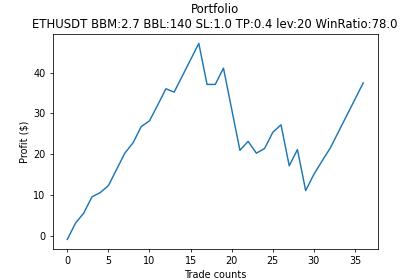 Portfolio
ETHUSDT BBM:2.7 BBL:140 SL:1.0 TP:0.4 lev:20 WinRatio:78.0
Profit ($)
40
30
20
10
0
0 5 10 15 20 25 30 35
Trade counts